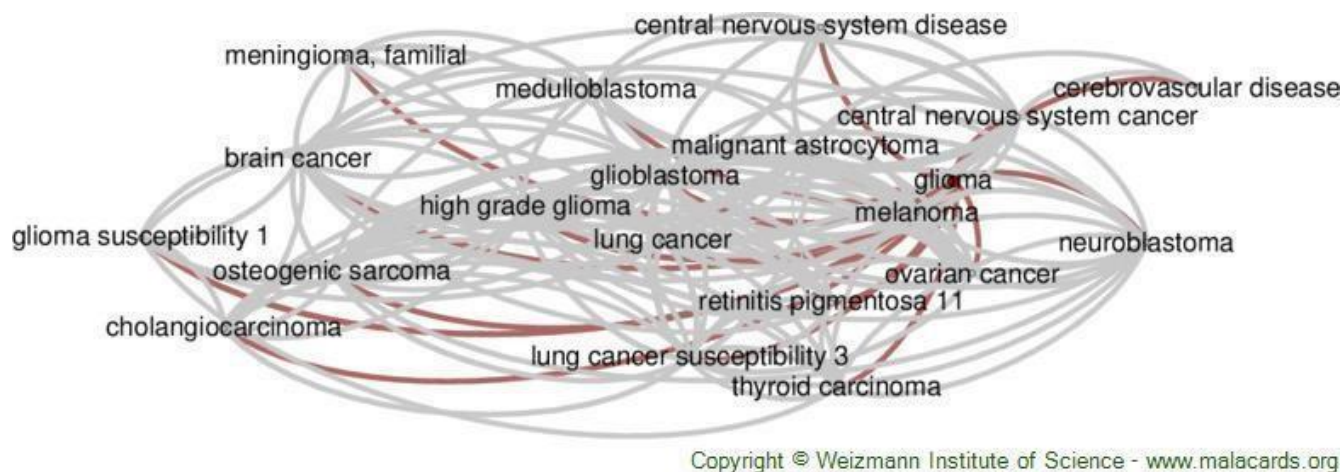 central nervous system disease
meningioma, familial
medulloblastoma
cerebrovascular disease
central nervous system cancer
malignant astrocytoma
brain cancer
glioblastoma
glioma
high grade glioma
melanoma
glioma susceptibility 1
lung cancer
neuroblastoma
osteogenic sarcoma
ovarian cancer
retinitis pigmentosa 11
cholangiocarcinoma
lung cancer susceptibility 3
thyroid carcinoma
Copyright © Weizmann Institute of Science - www.malacards.org